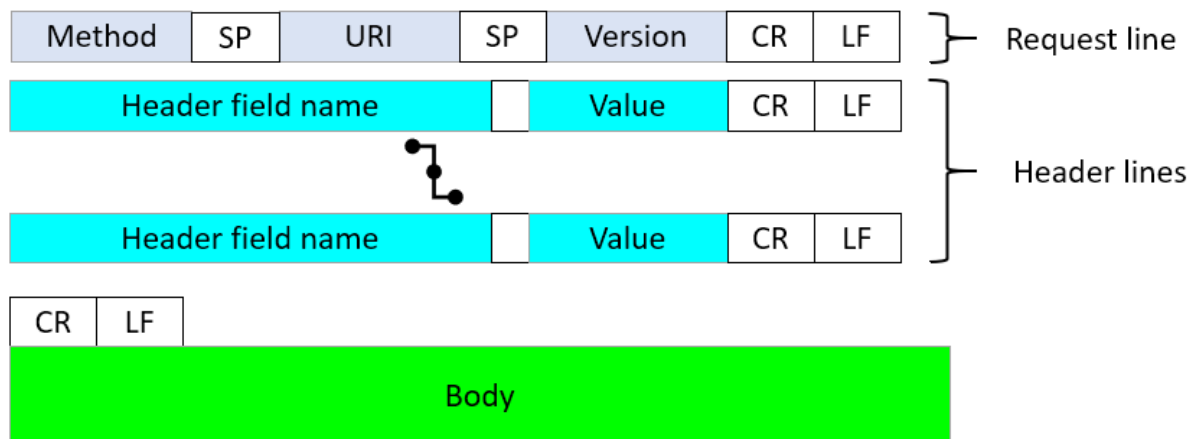 Method SP URI SP Version CR LF Request line
Header field name Value CR LF
Header lines
Header field name Value CR LF
CR LF
Body